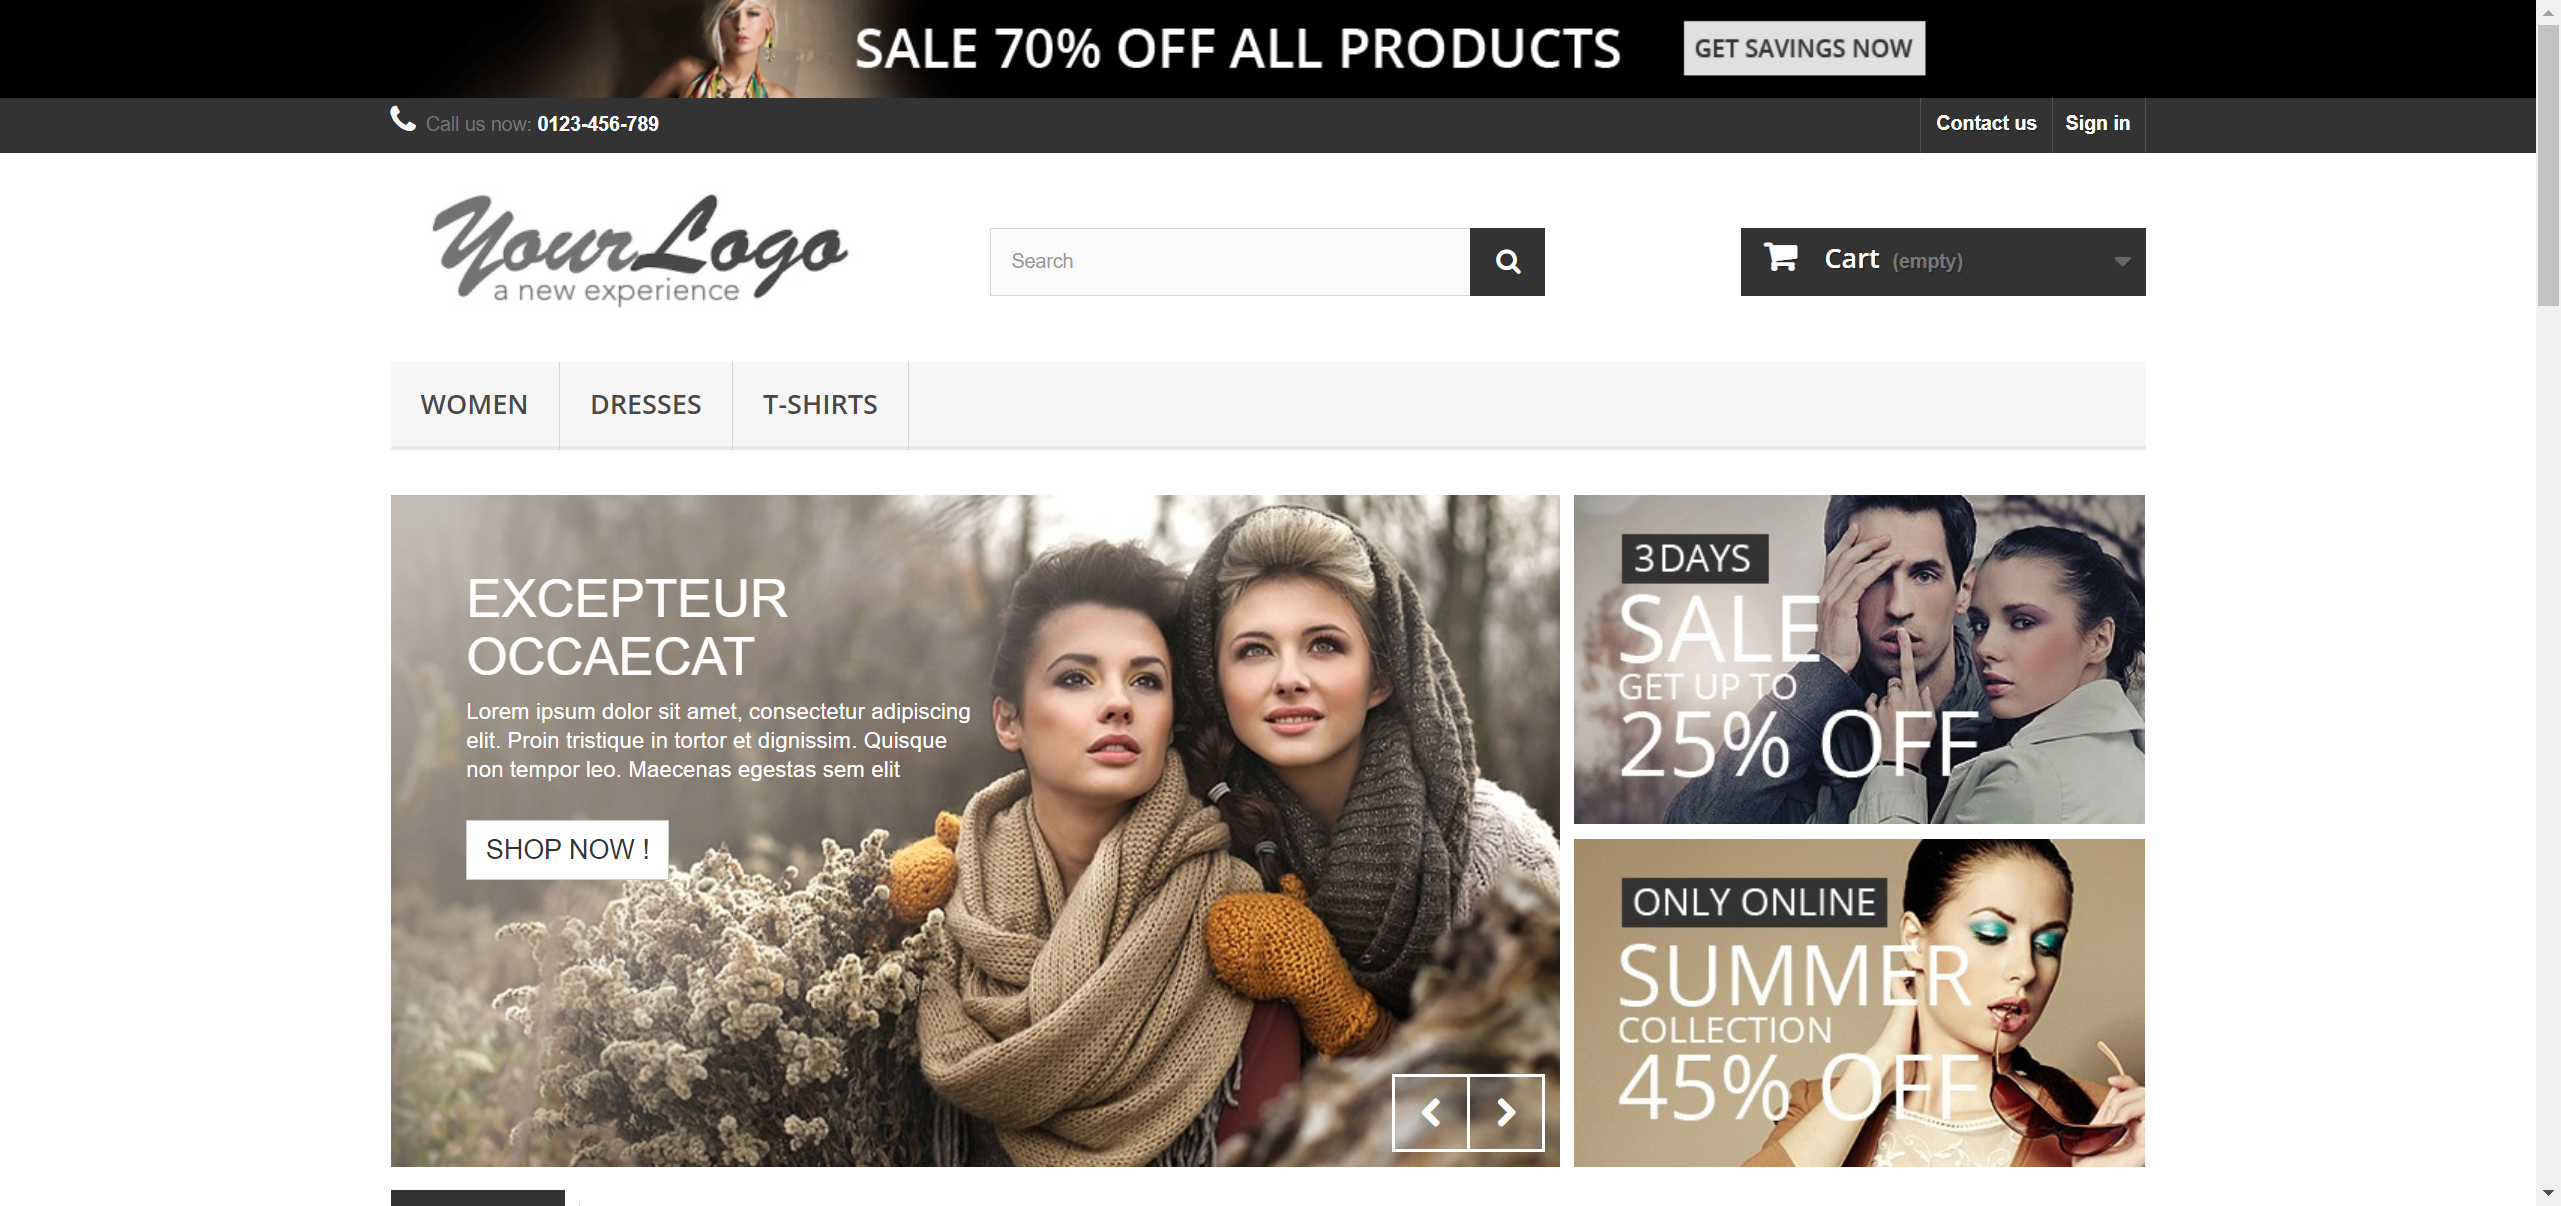 SALE 70% OFF ALL PRODUCTS
GET SAVINGS NOW
Call us now: 0123-456-789
Contact us
Sign in
Your Logo
a new experience
Search
Cart (empty)
WOMEN
DRESSES
T-SHIRTS
EXCEPTEUR
OCCAECAT
Lorem ipsum dolor sit amet, consectetur adipiscing
elit. Proin tristique in tortor et dignissim. Quisque
non tempor leo. Maecenas egestas sem elit
SHOP NOW !
3 DAYS
SALE
GET UP TO
25% OFF
ONLY ONLINE
SUMMER
COLLECTION
45% OFF